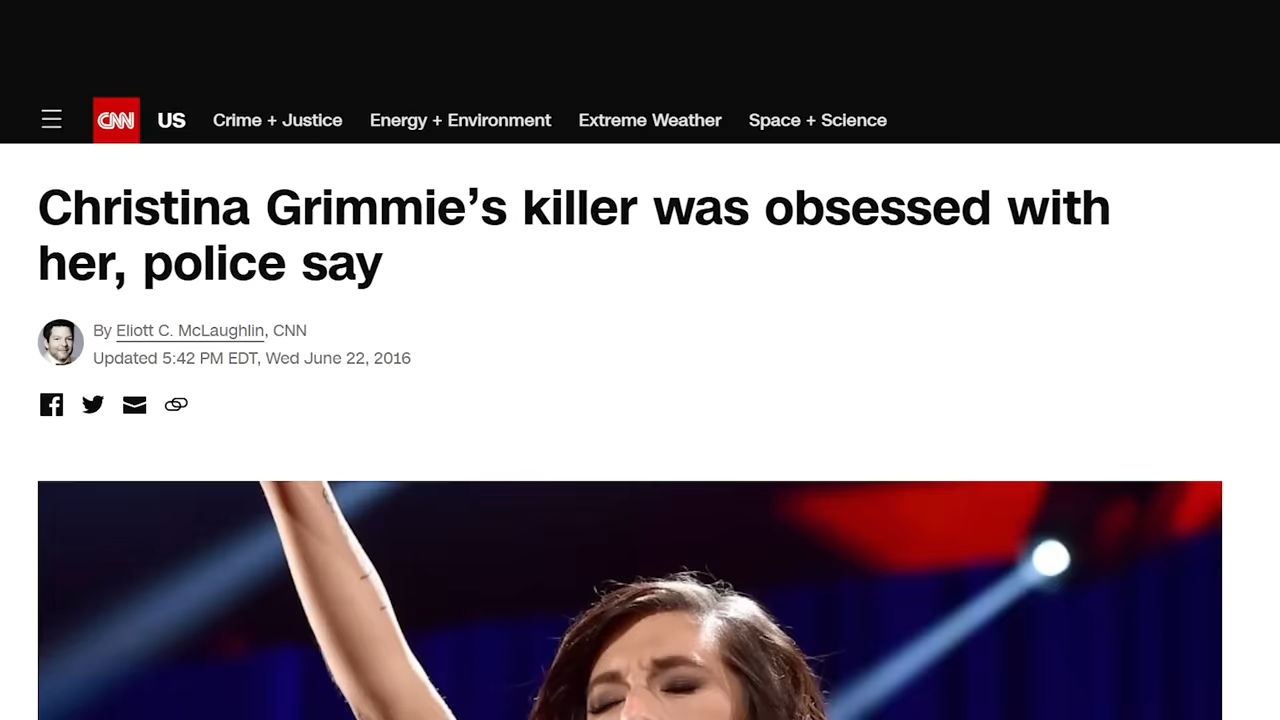 CNN US Crime + Justice Energy + Environment Extreme Weather Space + Science
Christina Grimmie’s killer was obsessed with
her, police say
By Eliott C. McLaughlin, CNN
Updated 5:42 PM EDT, Wed June 22, 2016